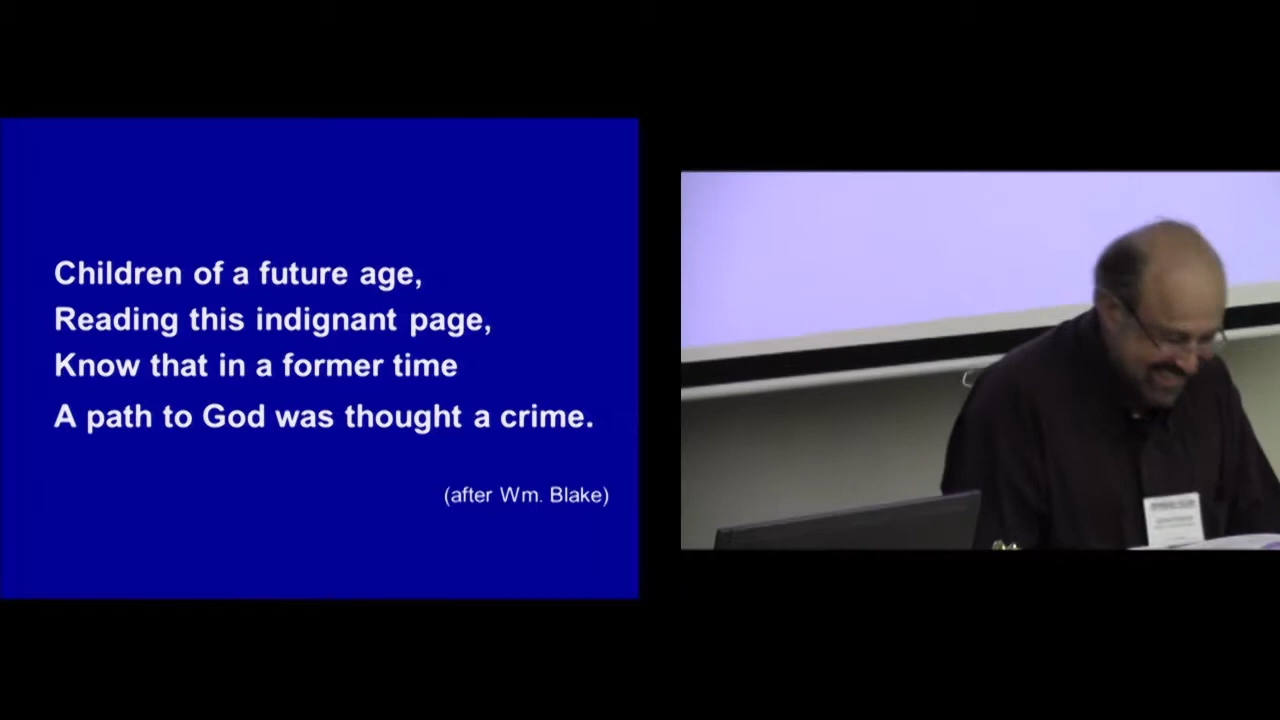 Children of a future age,
Reading this indignant page,
Know that in a former time
A path to God was thought a crime.
(after Wm. Blake)